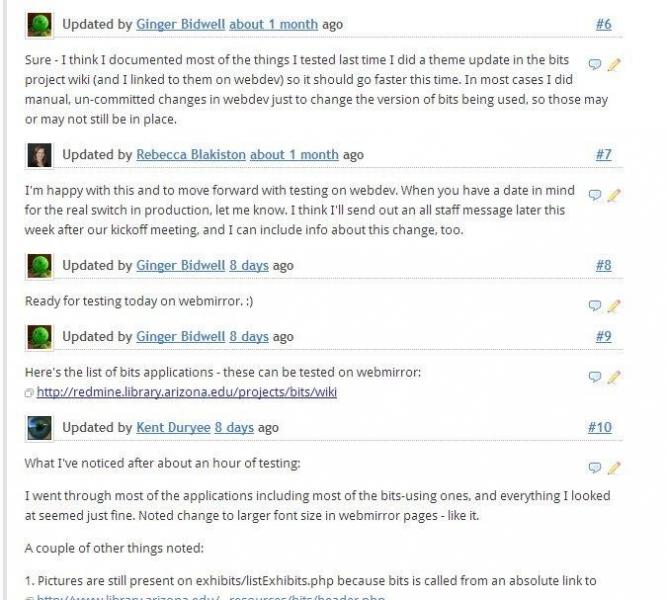 Updated by Ginger Bidwell about 1 month ago #6
Sure - I think I documented most of the things I tested last time I did a theme update in the bits
project wiki (and I linked to them on webdev) so it should go faster this time. In most cases I did
manual, un-committed changes in webdev just to change the version of bits being used, so those may
or may not still be in place.
Updated by Rebecca Blakiston about 1 month ago #7
I'm happy with this and to move forward with testing on webdev. When you have a date in mind
for the real switch in production, let me know. I think I'll send out an all staff message later this
week after our kickoff meeting, and I can include info about this change, too.
Updated by Ginger Bidwell 8 days ago #8
Ready for testing today on webmirror. :)
Updated by Ginger Bidwell 8 days ago #9
Here's the list of bits applications - these can be tested on webmirror:
http://redmine.library.arizona.edu/projects/bits/wiki
Updated by Kent Duryee 8 days ago #10
What I've noticed after about an hour of testing:
I went through most of the applications including most of the bits-using ones, and everything I looked
at seemed just fine. Noted change to larger font size in webmirror pages - like it.
A couple of other things noted:
1. Pictures are still present on exhibits/listExhibits.php because bits is called from an absolute link to
http://www.library.arizona.edu/_resources/bits/header.php